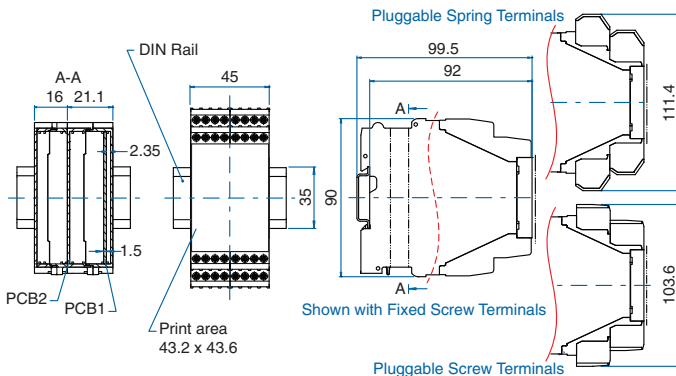 Pluggable Spring Terminals
DIN Rail
99.5
A-A
45
92
16 21.1
A
2.35
111.4
35
90
1.5
PCB2
PCB1
A
Shown with Fixed Screw Terminals
103.6
Print area
43.2 x 43.6
Pluggable Screw Terminals